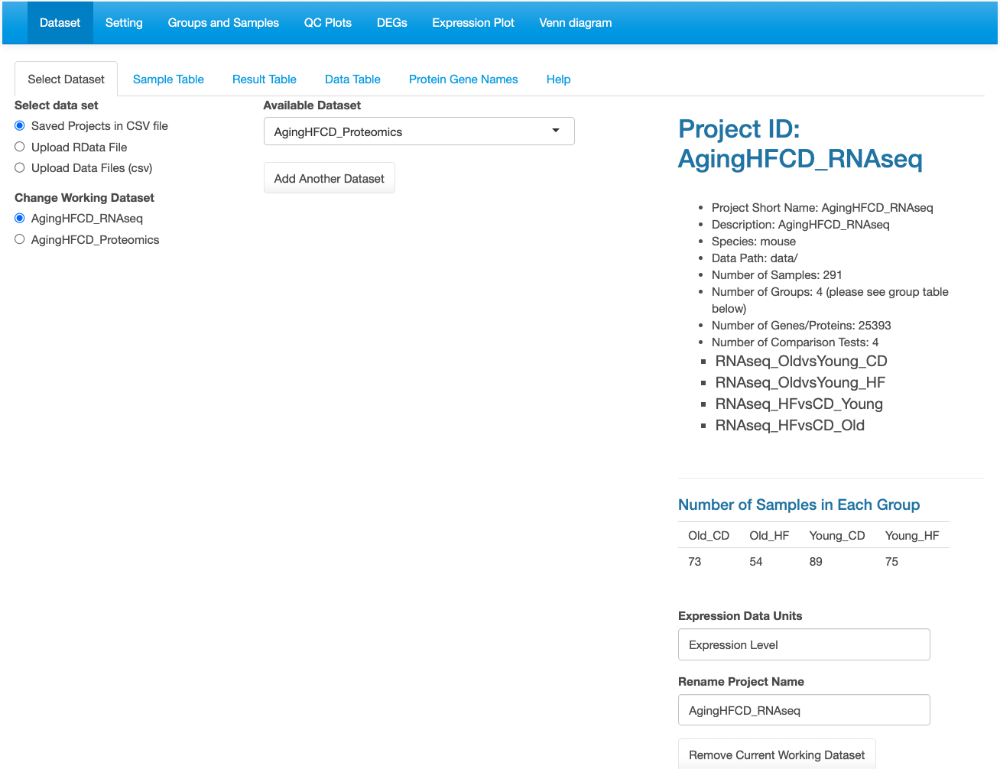 Dataset Setting Groups and Samples QC Plots DEGs Expression Plot Venn diagram
Select Dataset Sample Table Result Table Data Table Protein Gene Names Help
Select data set
Saved Projects in CSV file
Upload RData File
Upload Data Files (csv)
Change Working Dataset
AgingHFCD_RNAseq
AgingHFCD_Proteomics
Available Dataset
AgingHFCD_Proteomics
Add Another Dataset
Project ID:
AgingHFCD_RNAseq
Project Short Name: AgingHFCD_RNAseq
Description: AgingHFCD_RNAseq
Species: mouse
Data Path: data/
Number of Samples: 291
Number of Groups: 4 (please see group table
below)
Number of Genes/Proteins: 25393
Number of Comparison Tests: 4
RNAseq_OldvsYoung_CD
RNAseq_OldvsYoung_HF
RNAseq_HFvsCD_Young
RNAseq_HFvsCD_Old
Number of Samples in Each Group
Old_CD Old_HF Young_CD Young_HF
73 54 89 75
Expression Data Units
Expression Level
Rename Project Name
AgingHFCD_RNAseq
Remove Current Working Dataset